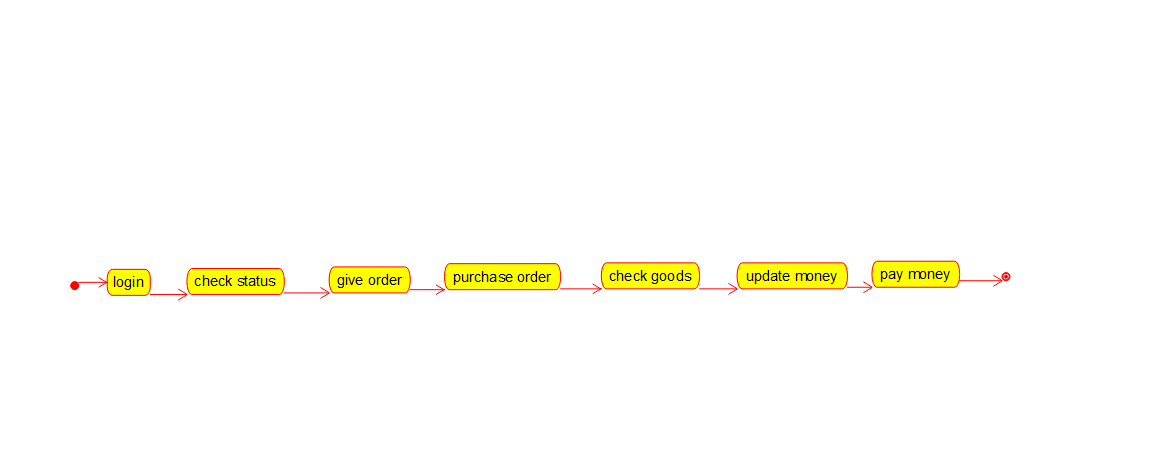 login
check status
give order
purchase order
check goods
update money
pay money